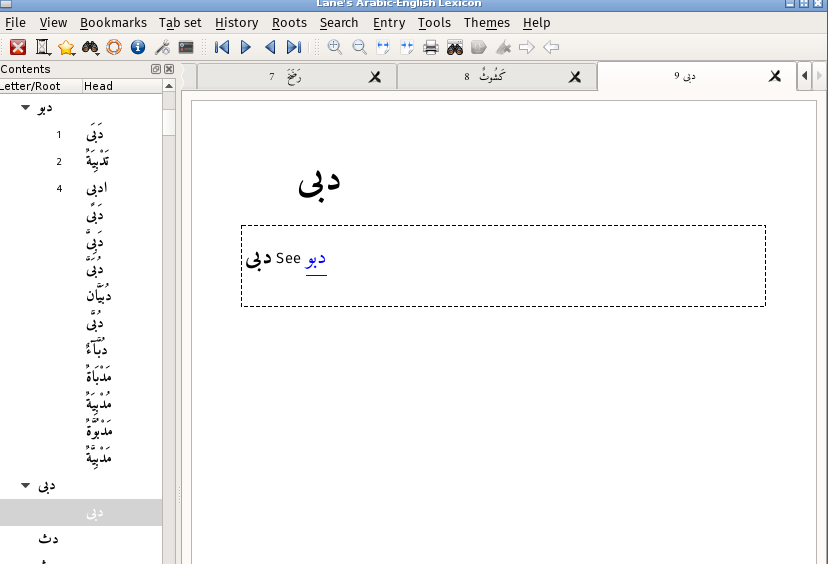 Lane's Arabic-English Lexicon
File View Bookmarks Tab set History Roots Search Entry Tools Themes Help
Contents
Letter/Root Head
7 رَضَخَ
8 كَشُوثٌ
9 دبى
دبو
1 دَبَى
2 تَدْبِيَةٌ
4 ادبى
دَبًى
دَبِىَّ
دُبَىَّ
دُبَيَّان
دُبَّى
دُبَّآءٌ
مَدْبَاةٌ
مُدْبِيَةٌ
مَدْبُوَّةٌ
مَدْبِيَّةٌ
دبى
دبى
دث
دبى
دبى See دبو